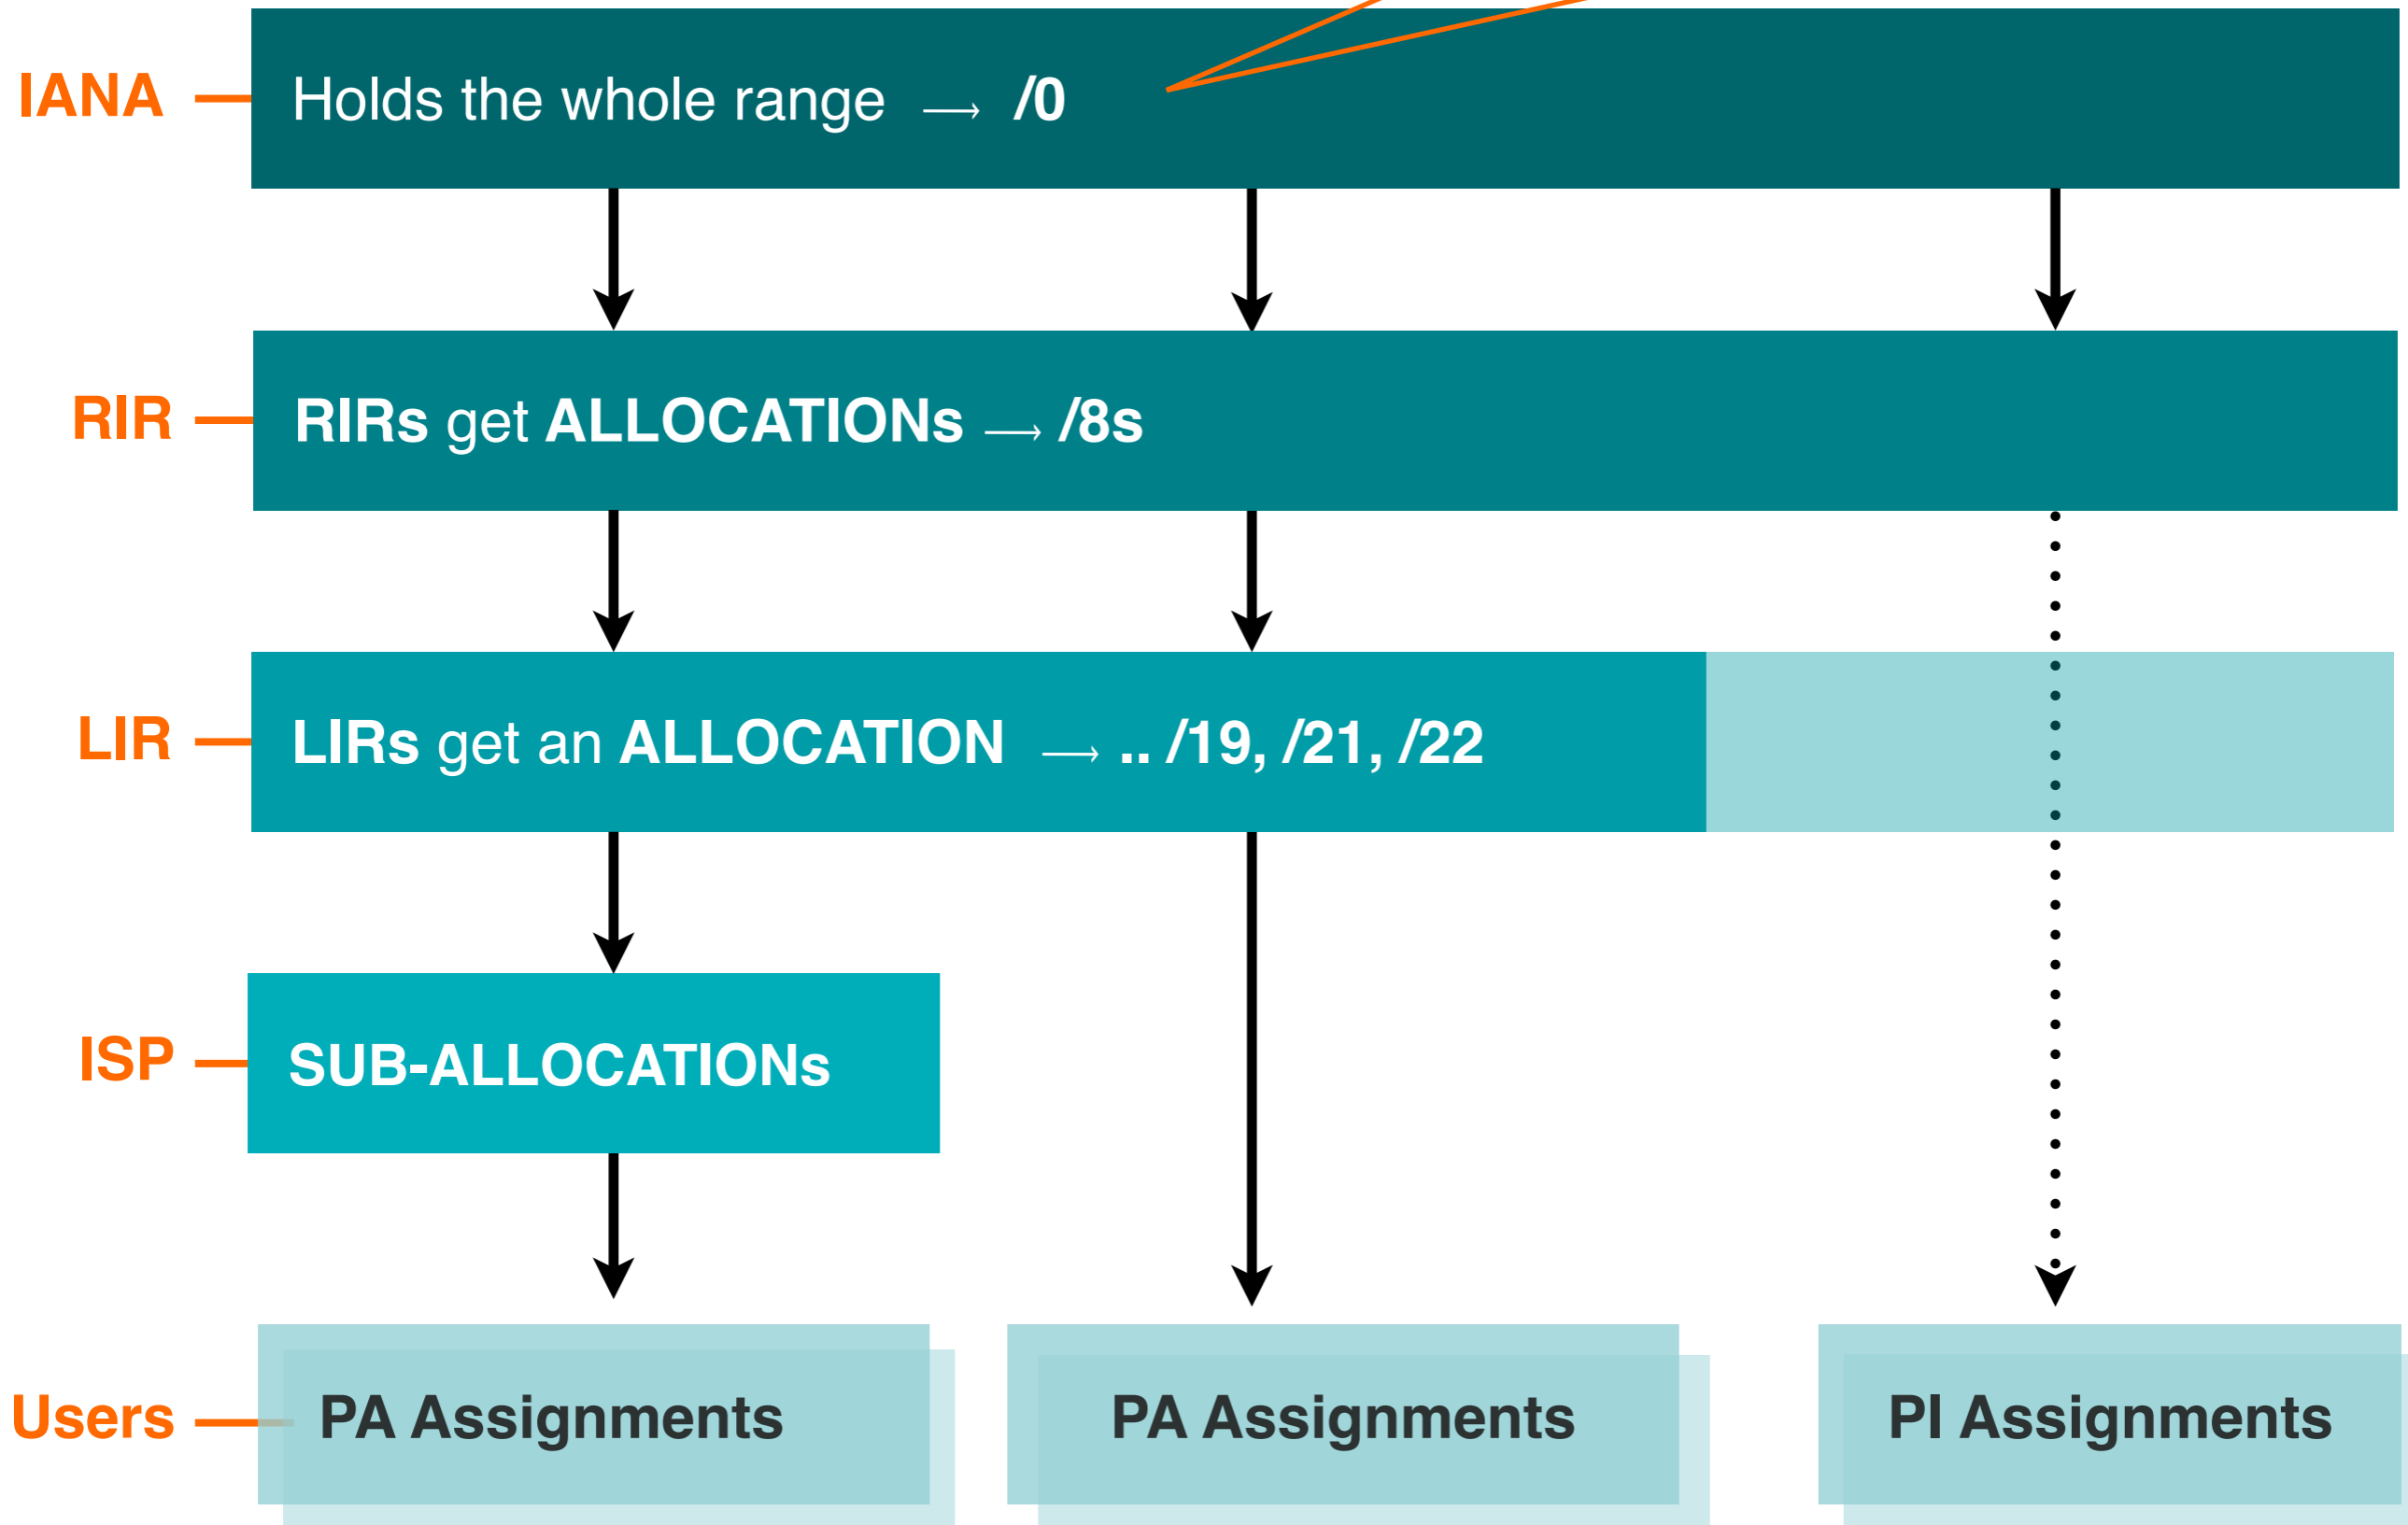 IANA
Holds the whole range → /0
RIR
RIRs get ALLOCATIONs → /8s
LIR
LIRs get an ALLOCATION → .. /19, /21, /22
ISP
SUB-ALLOCATIONs
Users
PA Assignments
PA Assignments
PI Assignments